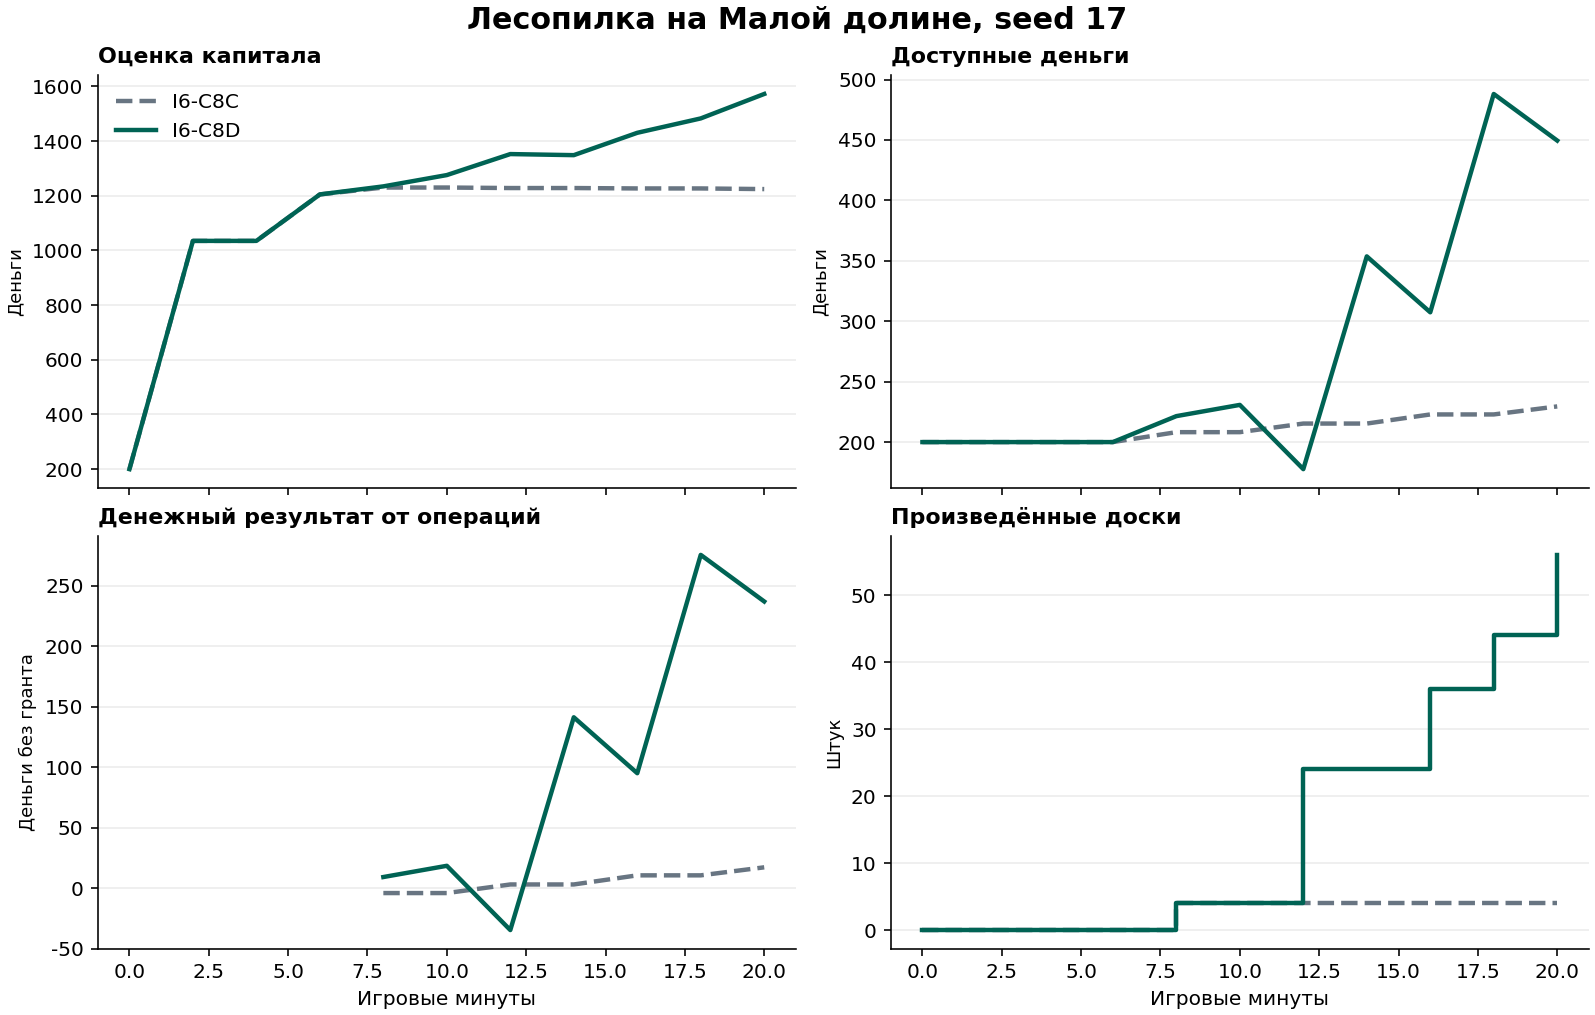 Лесопилка на Малой долине, seed 17
Оценка капитала
1600
1400
1200
1000
800
600
400
200
Деньги
I6-C8C
I6-C8D
Доступные деньги
500
450
400
350
300
250
200
Деньги
Денежный результат от операций
250
200
150
100
50
0
-50
Деньги без гранта
0.0 2.5 5.0 7.5 10.0 12.5 15.0 17.5 20.0
Игровые минуты
Произведённые доски
50
40
30
20
10
0
Штук
0.0 2.5 5.0 7.5 10.0 12.5 15.0 17.5 20.0
Игровые минуты